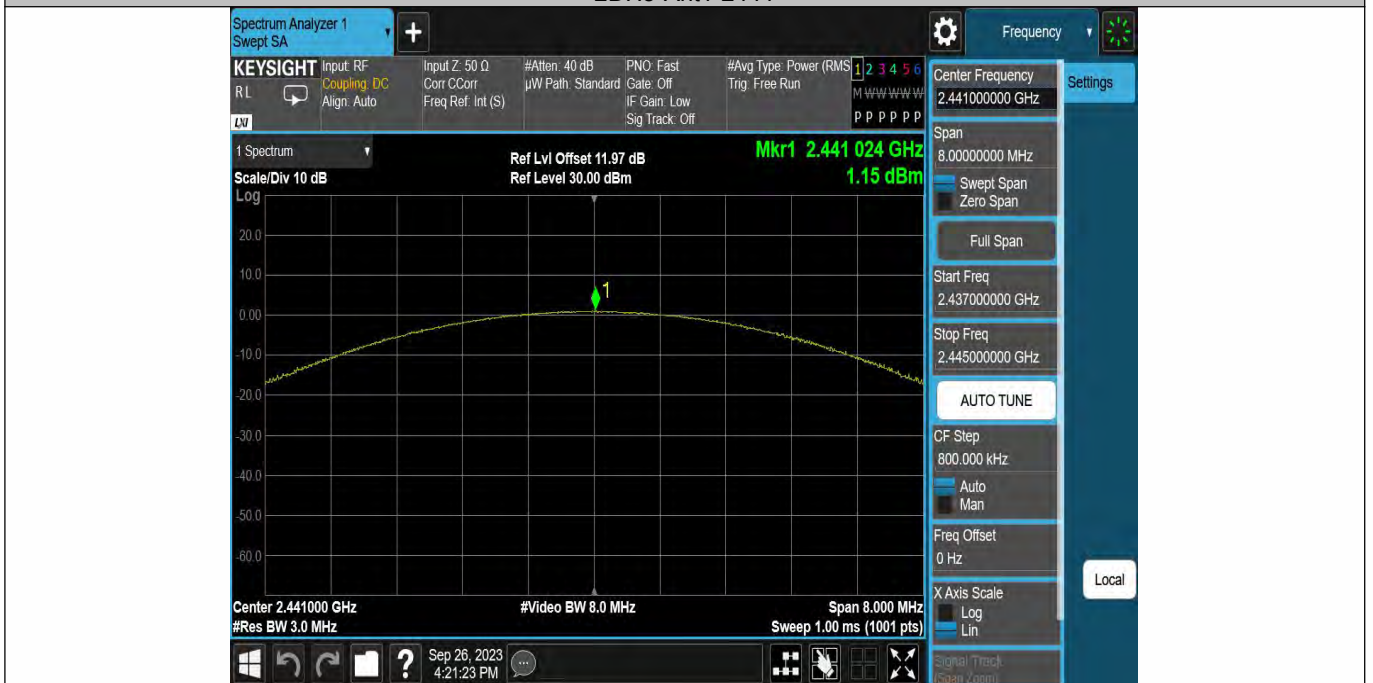 Spectrum Analyzer 1
Swept SA
Frequency
KEYSIGHT
RL
LXI
Input: RF
Coupling: DC
Align: Auto
Input Z: 50 Ω
Corr CCorr
Freq Ref: Int (S)
#Atten: 40 dB
µW Path: Standard
PNO: Fast
Gate: Off
IF Gain: Low
Sig Track: Off
#Avg Type: Power (RMS
Trig: Free Run
1 2 3 4 5 6
M W W W W W
P P P P P P
1 Spectrum
Scale/Div 10 dB
Ref Lvl Offset 11.97 dB
Ref Level 30.00 dBm
Mkr1 2.441 024 GHz
1.15 dBm
Log
20.0
10.0
0.00
-10.0
-20.0
-30.0
-40.0
-50.0
-60.0
1
Center 2.441000 GHz
#Res BW 3.0 MHz
#Video BW 8.0 MHz
Span 8.000 MHz
Sweep 1.00 ms (1001 pts)
Center Frequency
2.441000000 GHz
Settings
Span
8.00000000 MHz
Swept Span
Zero Span
Full Span
Start Freq
2.437000000 GHz
Stop Freq
2.445000000 GHz
AUTO TUNE
CF Step
800.000 kHz
Auto
Man
Freq Offset
0 Hz
X Axis Scale
Log
Lin
Local
Signal Track
(Span Zoom)
?
Sep 26, 2023
4:21:23 PM